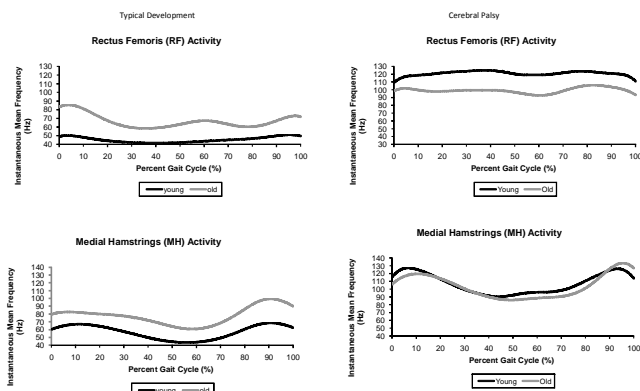 Typical Development
Rectus Femoris (RF) Activity
Instantaneous Mean Frequency
(Hz)
130
120
110
100
90
80
70
60
50
40
0 10 20 30 40 50 60 70 80 90 100
Percent Gait Cycle (%)
young old
Cerebral Palsy
Rectus Femoris (RF) Activity
Instantaneous Mean Frequency
(Hz)
130
120
110
100
90
80
70
60
50
40
30
0 10 20 30 40 50 60 70 80 90 100
Percent Gait Cycle (%)
Young Old
Medial Hamstrings (MH) Activity
Instantaneous Mean Frequency
(Hz)
140
130
120
110
100
90
80
70
60
50
40
0 10 20 30 40 50 60 70 80 90 100
Percent Gait Cycle (%)
young old
Medial Hamstrings (MH) Activity
Instantaneous Mean Frequency
(Hz)
140
130
120
110
100
90
80
70
60
50
40
0 10 20 30 40 50 60 70 80 90 100
Percent Gait Cycle (%)
Young Old